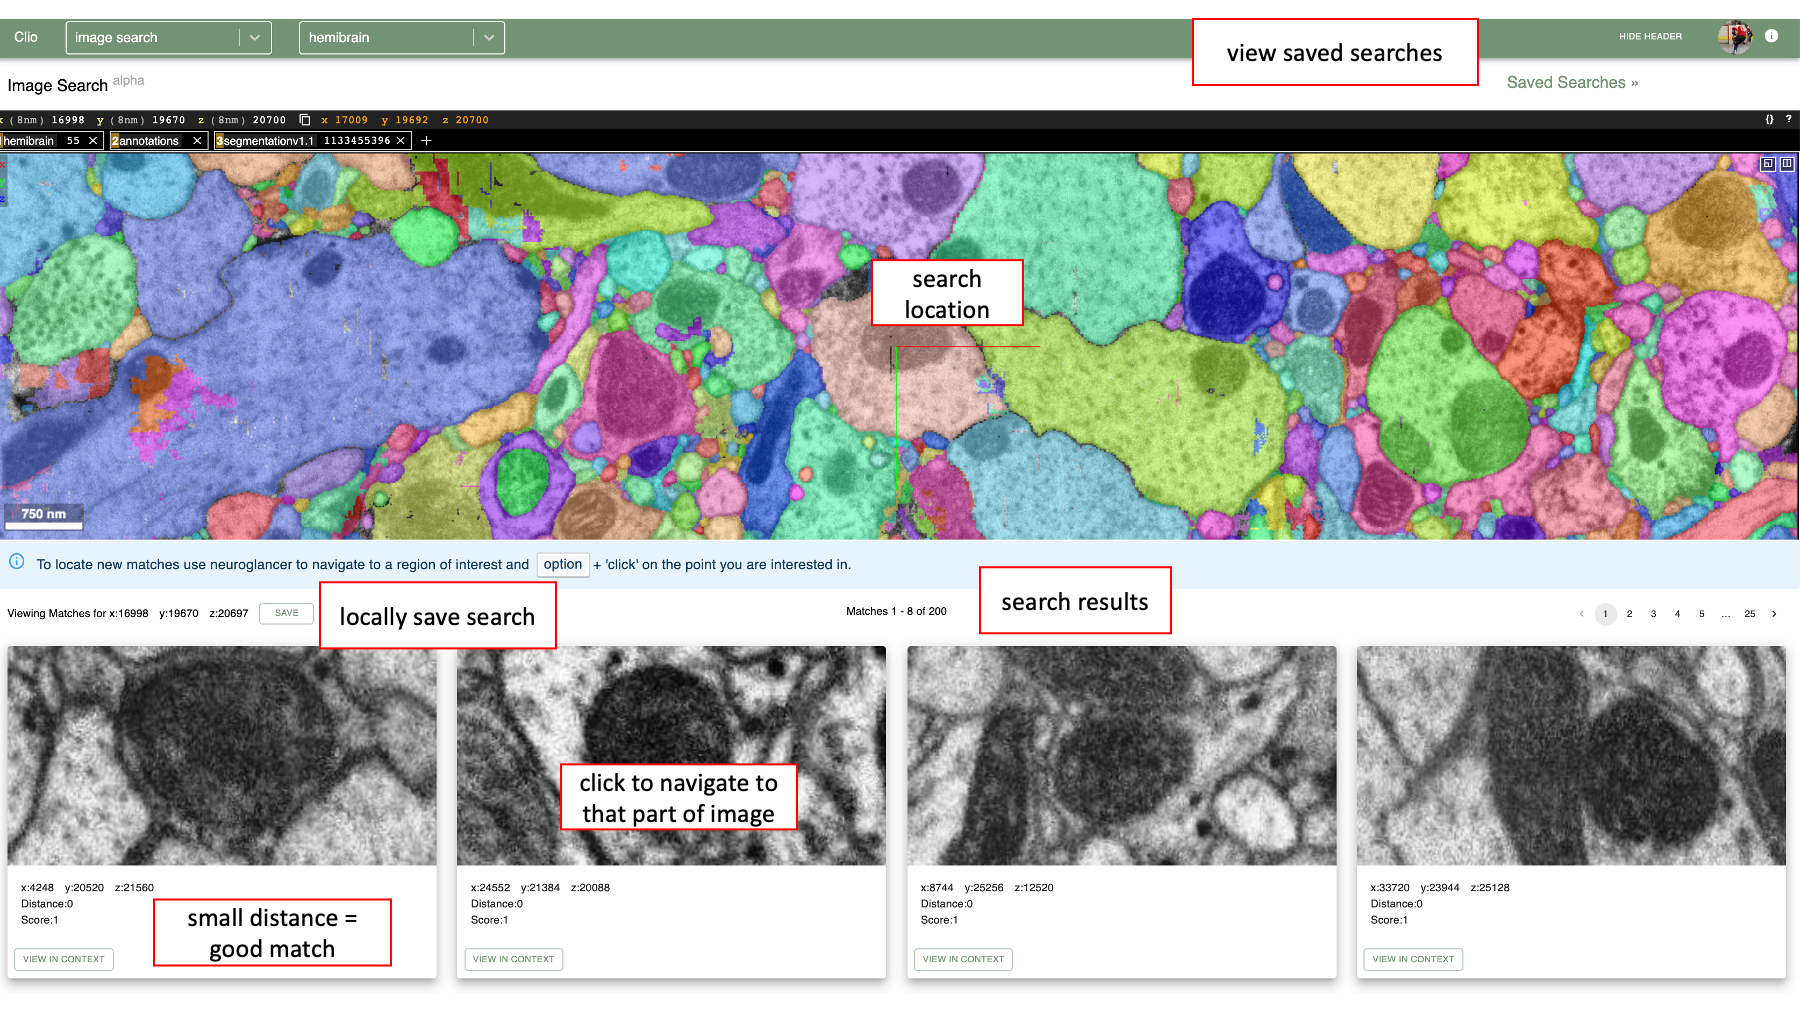 Clio
image search
hemibrain
view saved searches
HIDE HEADER
Image Search alpha
Saved Searches »
x (8nm) 16998 y (8nm) 19670 z (8nm) 20700 x 17009 y 19692 z 20700
{} ?
hemibrain 55 × 2annotations × 3segmentationv1.1 1133455396 × +
x
z
search
location
750 nm
To locate new matches use neuroglancer to navigate to a region of interest and option + 'click' on the point you are interested in.
Viewing Matches for x:16998 y:19670 z:20697 SAVE
locally save search
Matches 1 - 8 of 200
search results
‹ 1 2 3 4 5 ... 25 ›
click to navigate to
that part of image
x:4248 y:20520 z:21560
Distance:0
Score:1
small distance =
good match
VIEW IN CONTEXT
x:24552 y:21384 z:20088
Distance:0
Score:1
VIEW IN CONTEXT
x:8744 y:25256 z:12520
Distance:0
Score:1
VIEW IN CONTEXT
x:33720 y:23944 z:25128
Distance:0
Score:1
VIEW IN CONTEXT